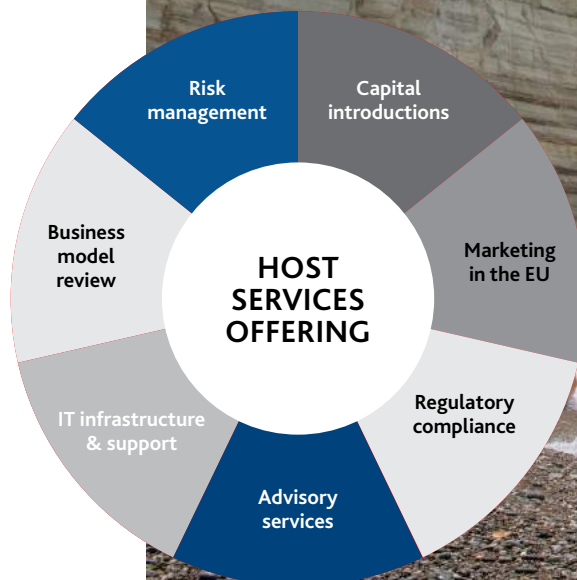 Risk
management
Capital
introductions
Business
model
review
HOST
SERVICES
OFFERING
Marketing
in the EU
IT infrastructure
& support
Regulatory
compliance
Advisory
services